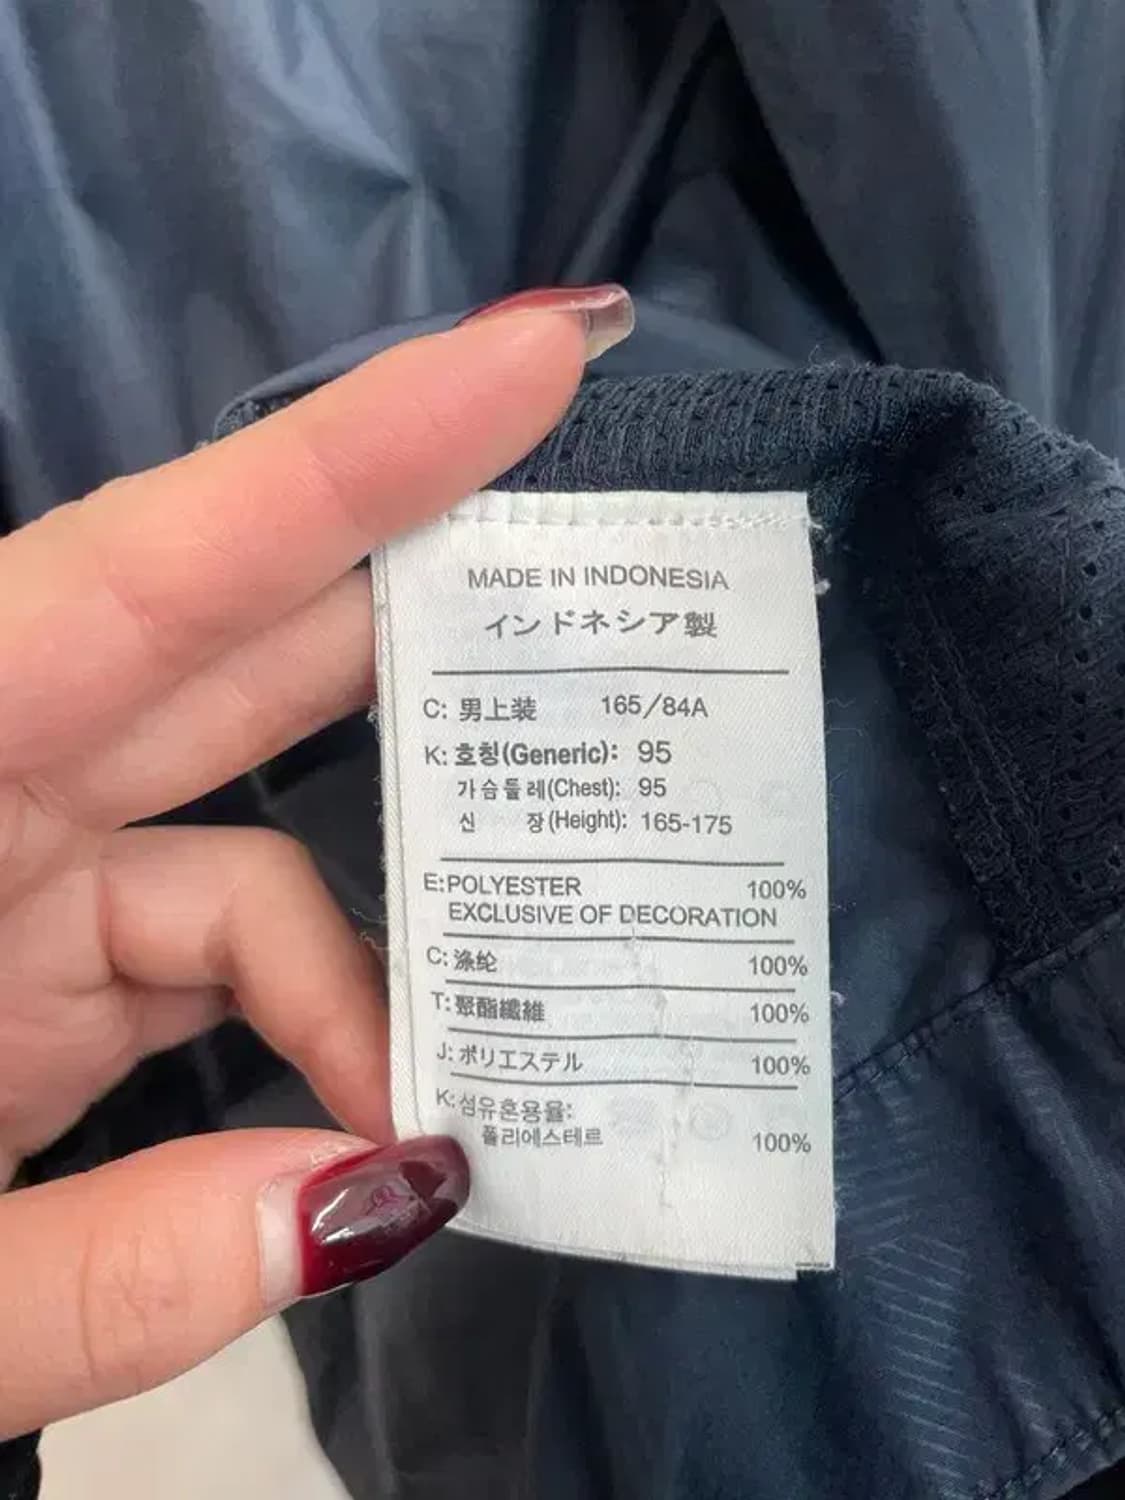 MADE IN INDONESIA
インドネシア製
C: 男上装 165/84A
K: 호칭(Generic): 95
가슴둘레(Chest): 95
신 장(Height): 165-175
E:POLYESTER 100%
EXCLUSIVE OF DECORATION
C: 涤纶 100%
T: 聚酯纖維 100%
J: ポリエステル 100%
K: 섬유혼용율:
폴리에스테르 100%